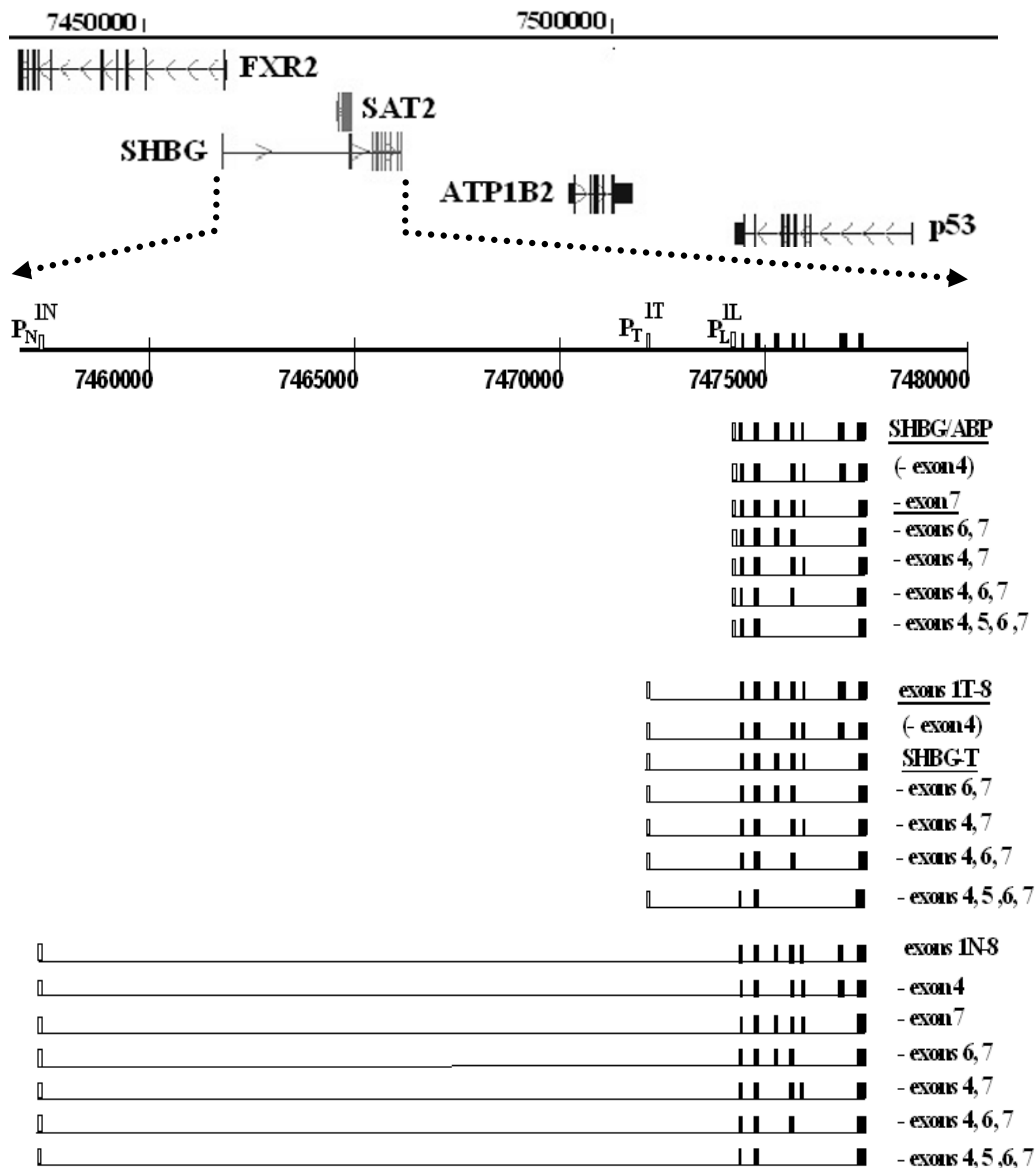 7450000 7500000
FXR2
SAT2
SHBG
ATP1B2
p53
1N 1T 1L
PN PT PL
7460000 7465000 7470000 7475000 7480000
SHBG/ABP
(- exon 4)
- exon 7
- exons 6, 7
- exons 4, 7
- exons 4, 6, 7
- exons 4, 5, 6 ,7
exons 1T-8
(- exon 4)
SHBG-T
- exons 6, 7
- exons 4, 7
- exons 4, 6, 7
- exons 4, 5 ,6, 7
exons 1N-8
- exon 4
- exon 7
- exons 6, 7
- exons 4, 7
- exons 4, 6, 7
- exons 4, 5, 6, 7